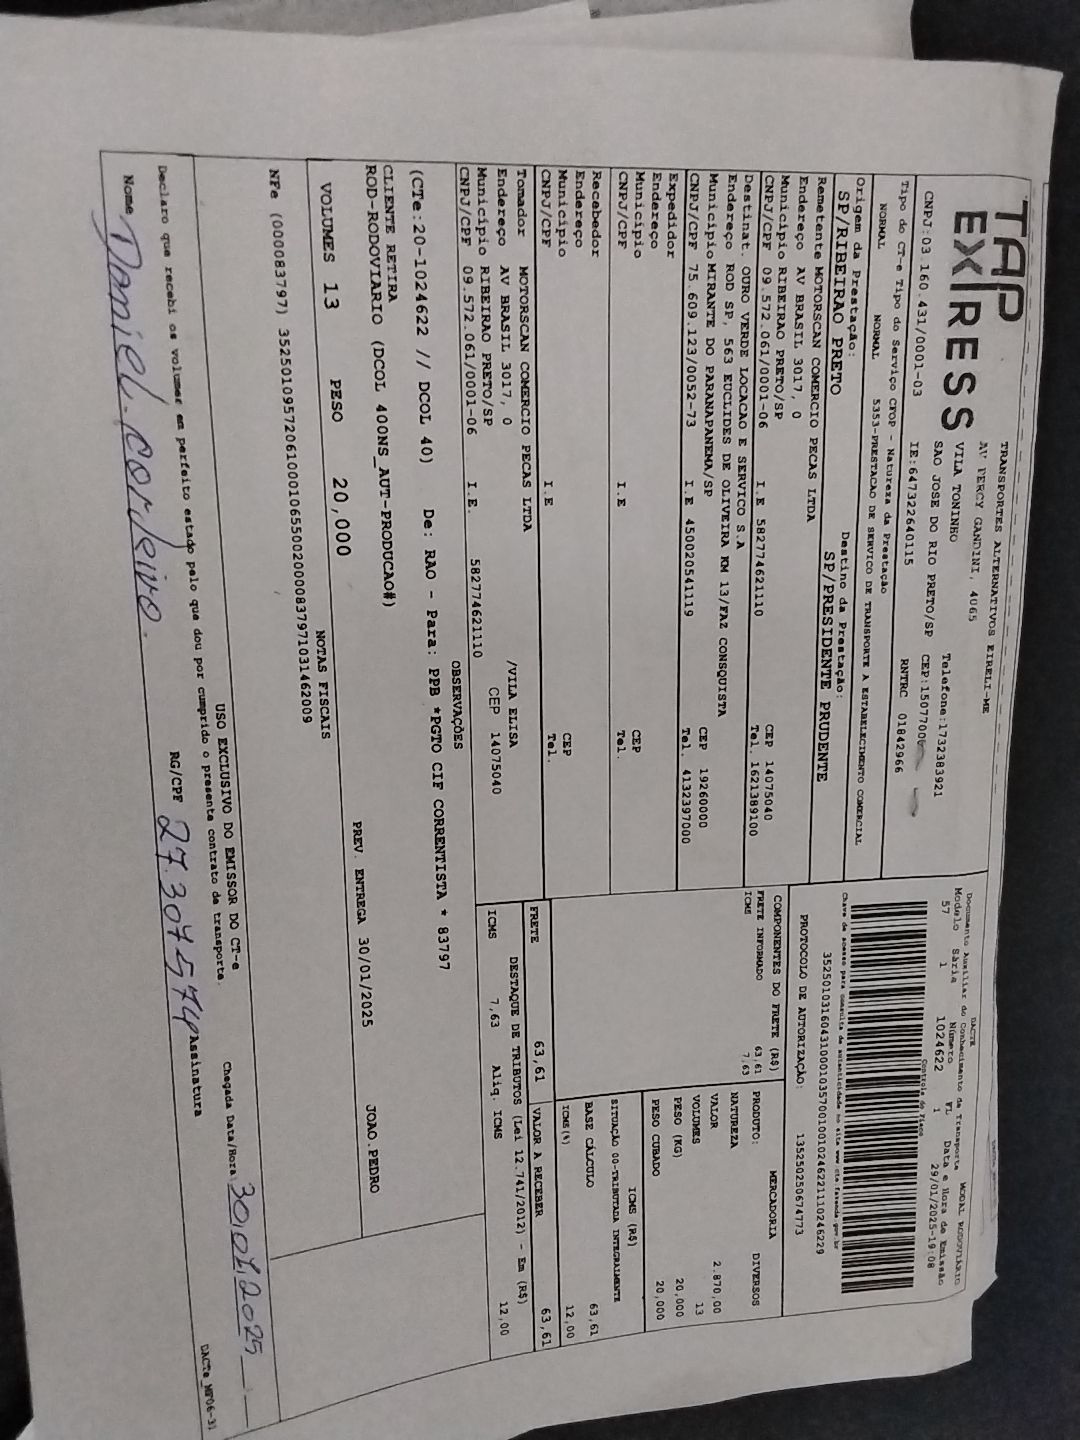 TAP
EXPRESS
TRANSPORTES ALTERNATIVOS EIRELI-ME
AV PERCY GANDINI, 4065
VILA TONINHO Telefone:1732383921
SAO JOSE DO RIO PRETO/SP CEP:15077000
CNPJ:03.160.431/0001-03 IE:647322640115 RNTRC 01842966
Tipo do CT-e Tipo do Serviço CFOP - Natureza da Prestação
NORMAL NORMAL 5353-PRESTACAO DE SERVICO DE TRANSPORTE A ESTABELECIMENTO COMERCIAL
Origem da Prestação: Destino da Prestação:
SP/RIBEIRAO PRETO SP/PRESIDENTE PRUDENTE
Remetente MOTORSCAN COMERCIO PECAS LTDA
Endereço AV BRASIL 3017, 0
Município RIBEIRAO PRETO/SP CEP 14075040
CNPJ/CPF 09.572.061/0001-06 I.E 582774621110 Tel. 1621389100
Destinat. OURO VERDE LOCACAO E SERVICO S.A
Endereço ROD SP, 563 EUCLIDES DE OLIVEIRA KM 13/FAZ CONSQUISTA
Município MIRANTE DO PARANAPANEMA/SP CEP 19260000
CNPJ/CPF 75.609.123/0052-73 I.E 450020541119 Tel. 4132397000
Expedidor
Endereço
Município CEP
CNPJ/CPF I.E Tel.
Recebedor
Endereço
Município CEP
CNPJ/CPF I.E Tel.
Tomador MOTORSCAN COMERCIO PECAS LTDA
Endereço AV BRASIL 3017, 0 /VILA ELISA
Município RIBEIRAO PRETO/SP CEP 14075040
CNPJ/CPF 09.572.061/0001-06 I.E. 582774621110
DACTE
Documento Auxiliar do Conhecimento de Transporte MODAL RODOVIÁRIO
Modelo Série Número FL Data e Hora de Emissão
57 1 1024622 1 29/01/2025-19:08
Controle do Fisco
Chave de acesso para consulta de autenticidade no site www.cte.fazenda.gov.br
35250103160431000103570010010246221110246229
PROTOCOLO DE AUTORIZAÇÃO: 135250250674773
COMPONENTES DO FRETE (R$)
FRETE INFORMADO 63,61
ICMS 7,63
MERCADORIA
PRODUTO: DIVERSOS
NATUREZA
VALOR 2.870,00
VOLUMES 13
PESO (KG) 20,000
PESO CUBADO 20,000
ICMS (R$)
SITUAÇÃO 00-TRIBUTADA INTEGRALMENTE
BASE CÁLCULO 63,61
ICMS(%) 12,00
FRETE 63,61 VALOR A RECEBER 63,61
DESTAQUE DE TRIBUTOS (Lei 12.741/2012) - Em (R$)
ICMS 7,63 Aliq. ICMS 12,00
OBSERVAÇÕES
(CTe:20-1024622 // DCOL 40) De: RAO - Para: PPB *PGTO CIF CORRENTISTA * 83797
CLIENTE RETIRA
ROD-RODOVIARIO (DCOL 400NS_AUT-PRODUCAO#)
PREV. ENTREGA 30/01/2025 JOAO.PEDRO
VOLUMES 13 PESO 20,000
NOTAS FISCAIS
NFe (000083797) 35250109572061000106550020000837971031462009
USO EXCLUSIVO DO EMISSOR DO CT-e
Declaro que recebi os volumes em perfeito estado pelo que dou por cumprido o presente contrato de transporte. Chegada Data/Hora: 30,01,2025
Nome Daniel. cordeiro. RG/CPF 27.307.574 Assinatura
DACTe_MF06-31